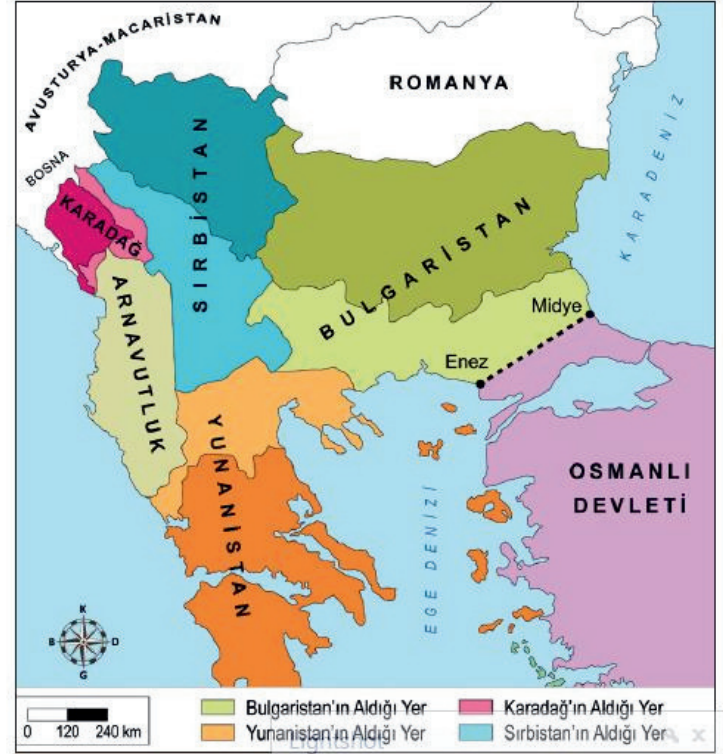 AVUSTURYA-MACARİSTAN
ROMANYA
KARADENİZ
BOSNA
KARADAĞ
SIRBİSTAN
BULGARİSTAN
ARNAVUTLUK
Midye
Enez
YUNANİSTAN
EGE DENİZİ
OSMANLI
DEVLETİ
K
B D
G
0 120 240 km
Bulgaristan'ın Aldığı Yer
Karadağ'ın Aldığı Yer
Yunanistan'ın Aldığı Yer
Sırbistan'ın Aldığı Yer
Lightshot